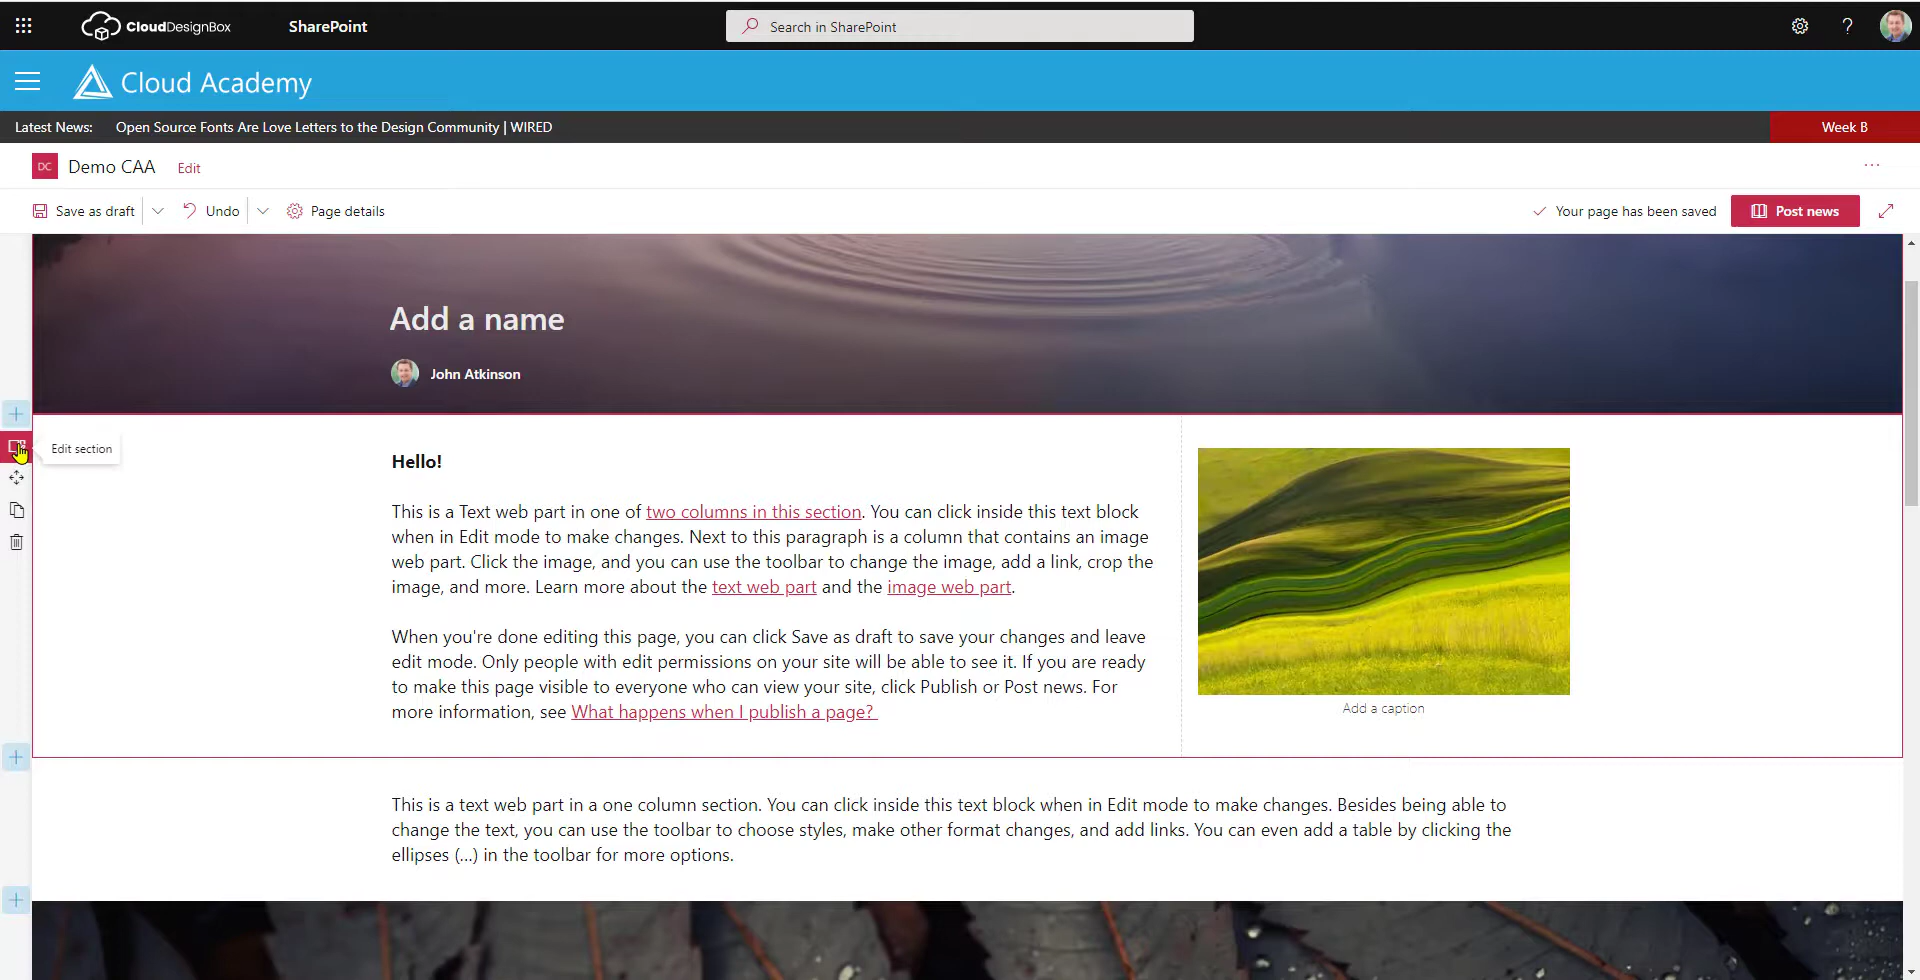 CloudDesignBox
SharePoint
Search in SharePoint
?
Cloud Academy
Latest News: Open Source Fonts Are Love Letters to the Design Community | WIRED
Week B
DC
Demo CAA
Edit
...
Save as draft
Undo
Page details
Your page has been saved
Post news
Add a name
John Atkinson
Edit section
Hello!
This is a Text web part in one of two columns in this section. You can click inside this text block
when in Edit mode to make changes. Next to this paragraph is a column that contains an image
web part. Click the image, and you can use the toolbar to change the image, add a link, crop the
image, and more. Learn more about the text web part and the image web part.
When you're done editing this page, you can click Save as draft to save your changes and leave
edit mode. Only people with edit permissions on your site will be able to see it. If you are ready
to make this page visible to everyone who can view your site, click Publish or Post news. For
more information, see What happens when I publish a page?
Add a caption
This is a text web part in a one column section. You can click inside this text block when in Edit mode to make changes. Besides being able to
change the text, you can use the toolbar to choose styles, make other format changes, and add links. You can even add a table by clicking the
ellipses (...) in the toolbar for more options.